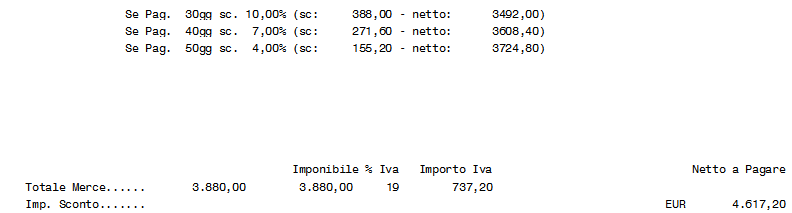 Se Pag. 30gg sc. 10,00% (sc: 388,00 - netto: 3492,00)
Se Pag. 40gg sc. 7,00% (sc: 271,60 - netto: 3608,40)
Se Pag. 50gg sc. 4,00% (sc: 155,20 - netto: 3724,80)
Imponibile % Iva Importo Iva Netto a Pagare
Totale Merce...... 3.880,00 3.880,00 19 737,20
Imp. Sconto....... EUR 4.617,20